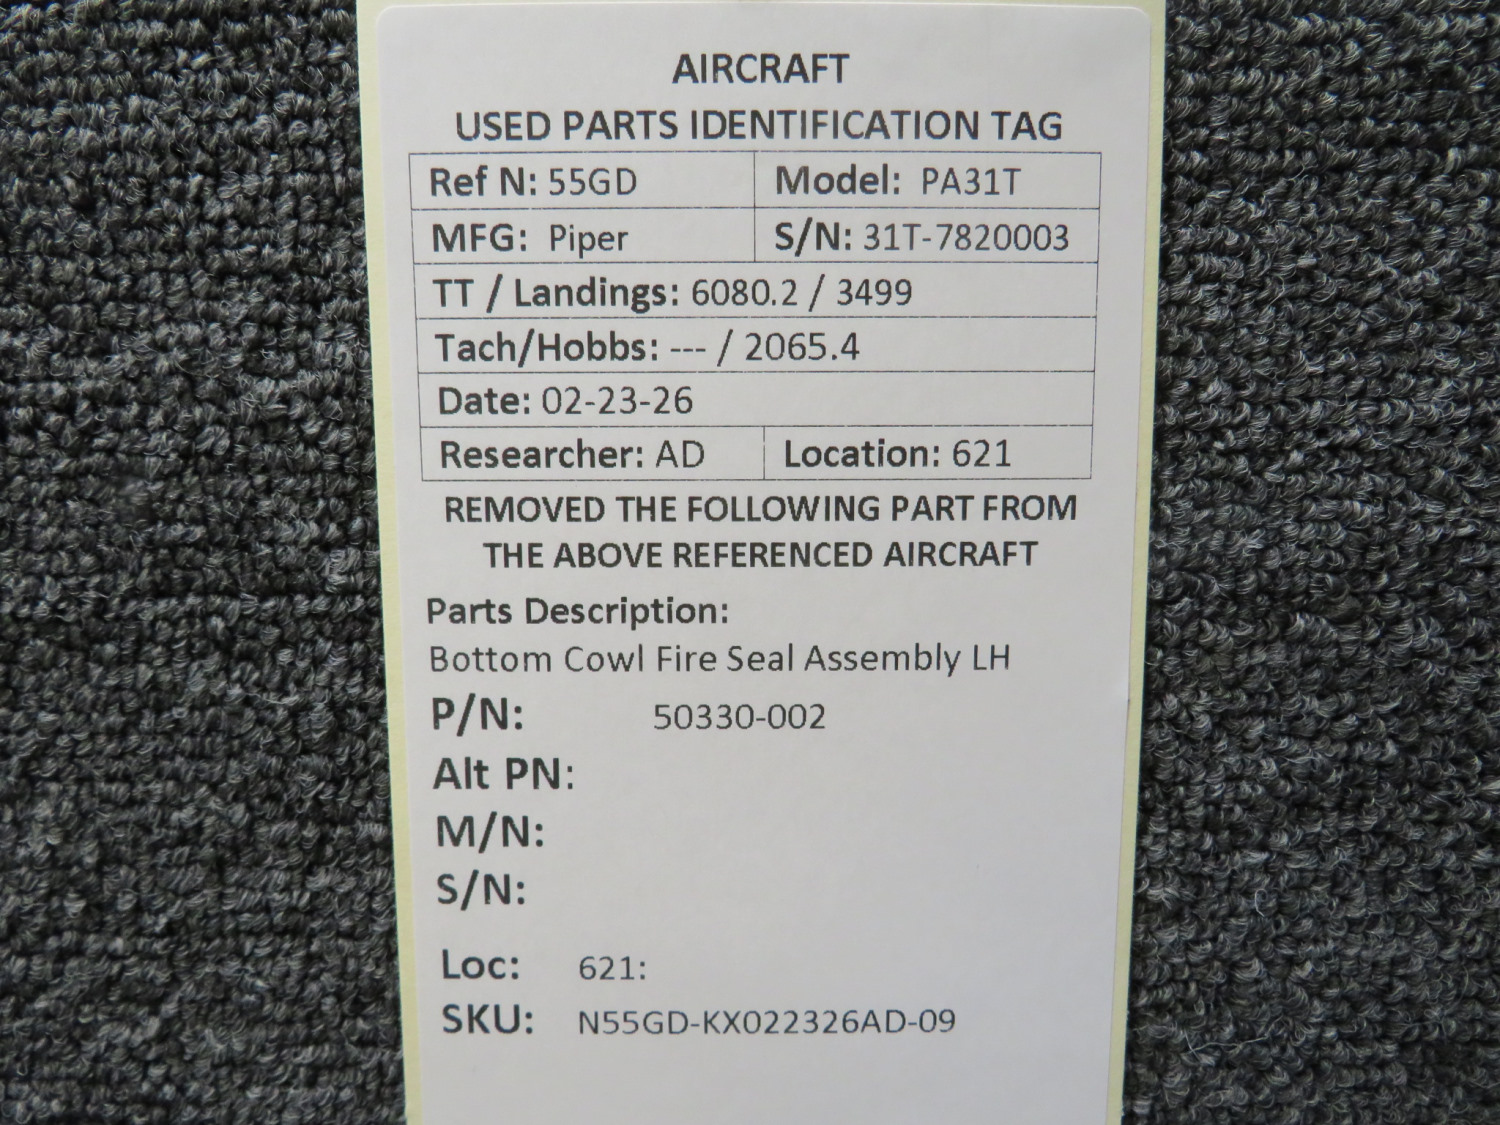 AIRCRAFT
USED PARTS IDENTIFICATION TAG
Ref N: 55GD Model: PA31T
MFG: Piper S/N: 31T-7820003
TT / Landings: 6080.2 / 3499
Tach/Hobbs: --- / 2065.4
Date: 02-23-26
Researcher: AD Location: 621
REMOVED THE FOLLOWING PART FROM
THE ABOVE REFERENCED AIRCRAFT
Parts Description:
Bottom Cowl Fire Seal Assembly LH
P/N: 50330-002
Alt PN:
M/N:
S/N:
Loc: 621:
SKU: N55GD-KX022326AD-09